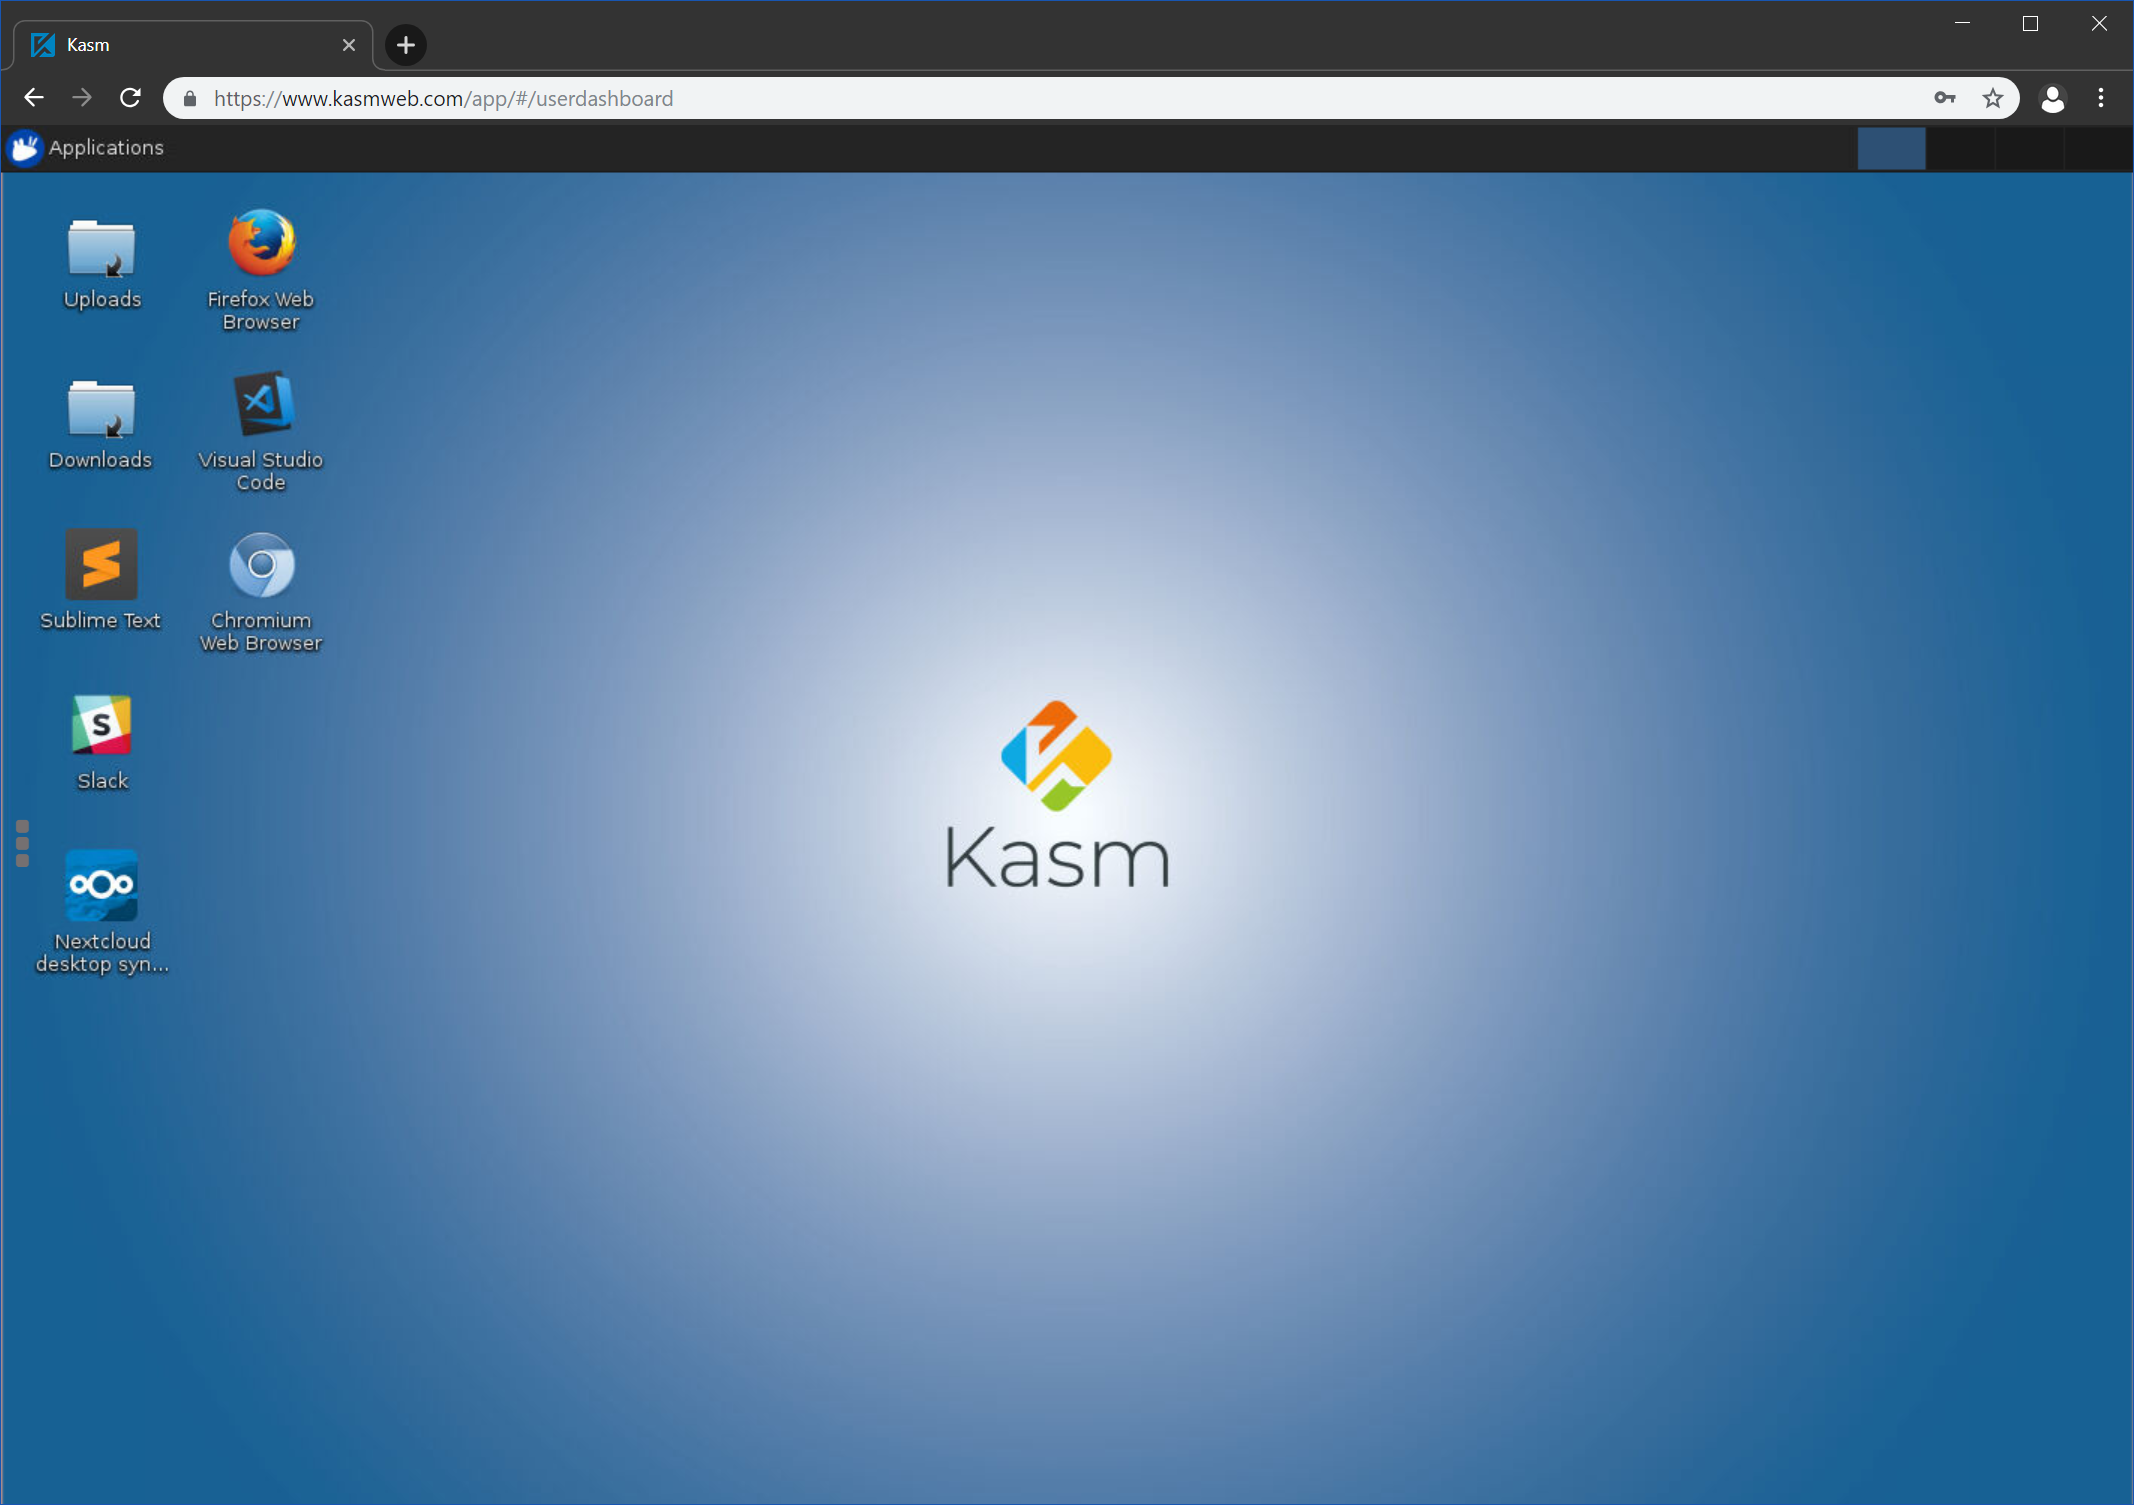 Kasm
https://www.kasmweb.com/app/#/userdashboard
Applications
Uploads
Firefox Web
Browser
Downloads
Visual Studio
Code
Sublime Text
Chromium
Web Browser
S
Slack
Nextcloud
desktop syn...
Kasm